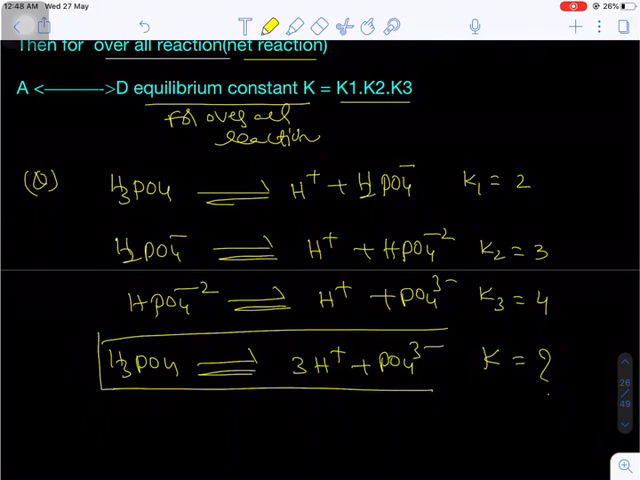 12:48 AM Wed 27 May
26%
Then for over all reaction(net reaction)
A <————>D equilibrium constant K = K1.K2.K3
For over all
reaction
(Q) H₃PO₄ ⇌ H⁺ + H₂PO₄⁻ K₁ = 2
H₂PO₄⁻ ⇌ H⁺ + HPO₄⁻² K₂ = 3
HPO₄⁻² ⇌ H⁺ + PO₄³⁻ K₃ = 4
H₃PO₄ ⇌ 3H⁺ + PO₄³⁻ K = ?
26
/
49